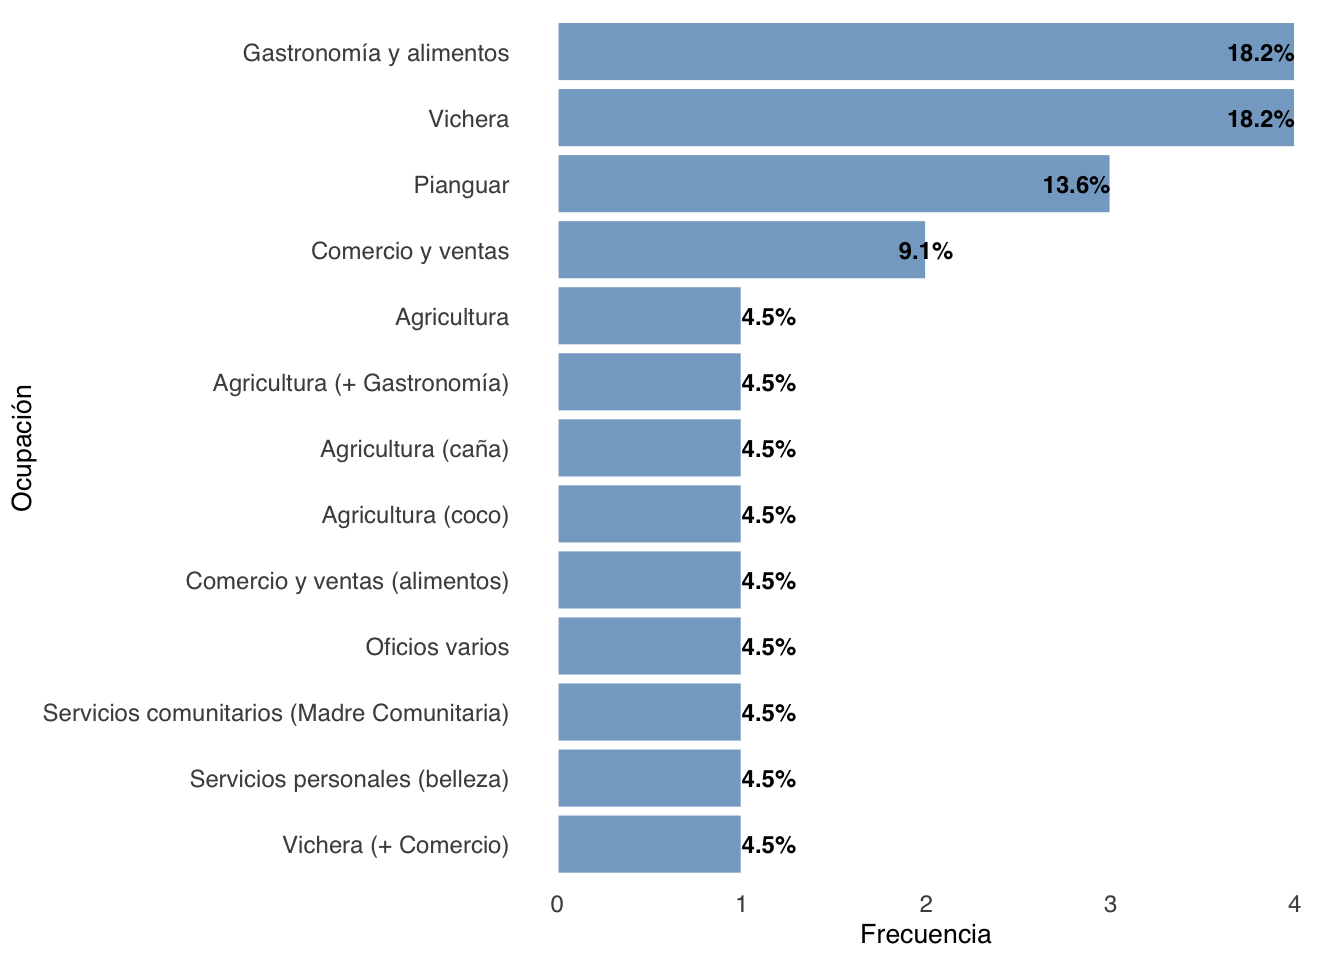 Gastronomía y alimentos 18.2%
Vichera 18.2%
Pianguar 13.6%
Comercio y ventas 9.1%
Agricultura 4.5%
Agricultura (+ Gastronomía) 4.5%
Agricultura (caña) 4.5%
Agricultura (coco) 4.5%
Comercio y ventas (alimentos) 4.5%
Oficios varios 4.5%
Servicios comunitarios (Madre Comunitaria) 4.5%
Servicios personales (belleza) 4.5%
Vichera (+ Comercio) 4.5%
Ocupación
0 1 2 3 4
Frecuencia